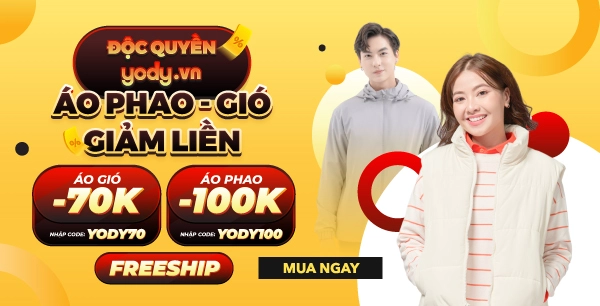 ĐỘC QUYỀN
yody.vn
ÁO PHAO - GIÓ
GIẢM LIỀN
ÁO GIÓ
-70K
NHẬP CODE: YODY70
ÁO PHAO
-100K
NHẬP CODE: YODY100
FREESHIP
MUA NGAY